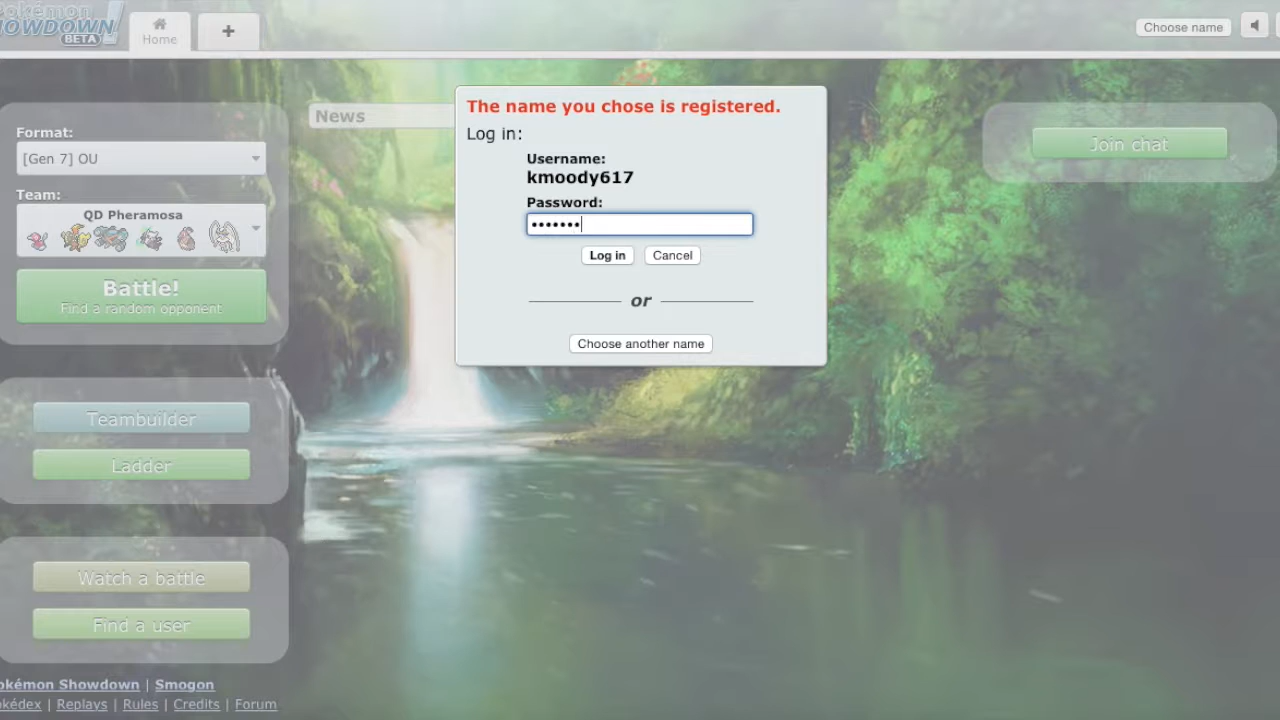 Pokémon
SHOWDOWN!
BETA
Home
+
Choose name
Format:
[Gen 7] OU
Team:
QD Pheramosa
Battle!
Find a random opponent
Teambuilder
Ladder
Watch a battle
Find a user
Pokémon Showdown | Smogon
Pokédex | Replays | Rules | Credits | Forum
News
The name you chose is registered.
Log in:
Username:
kmoody617
Password:
•••••••
Log in
Cancel
or
Choose another name
Join chat